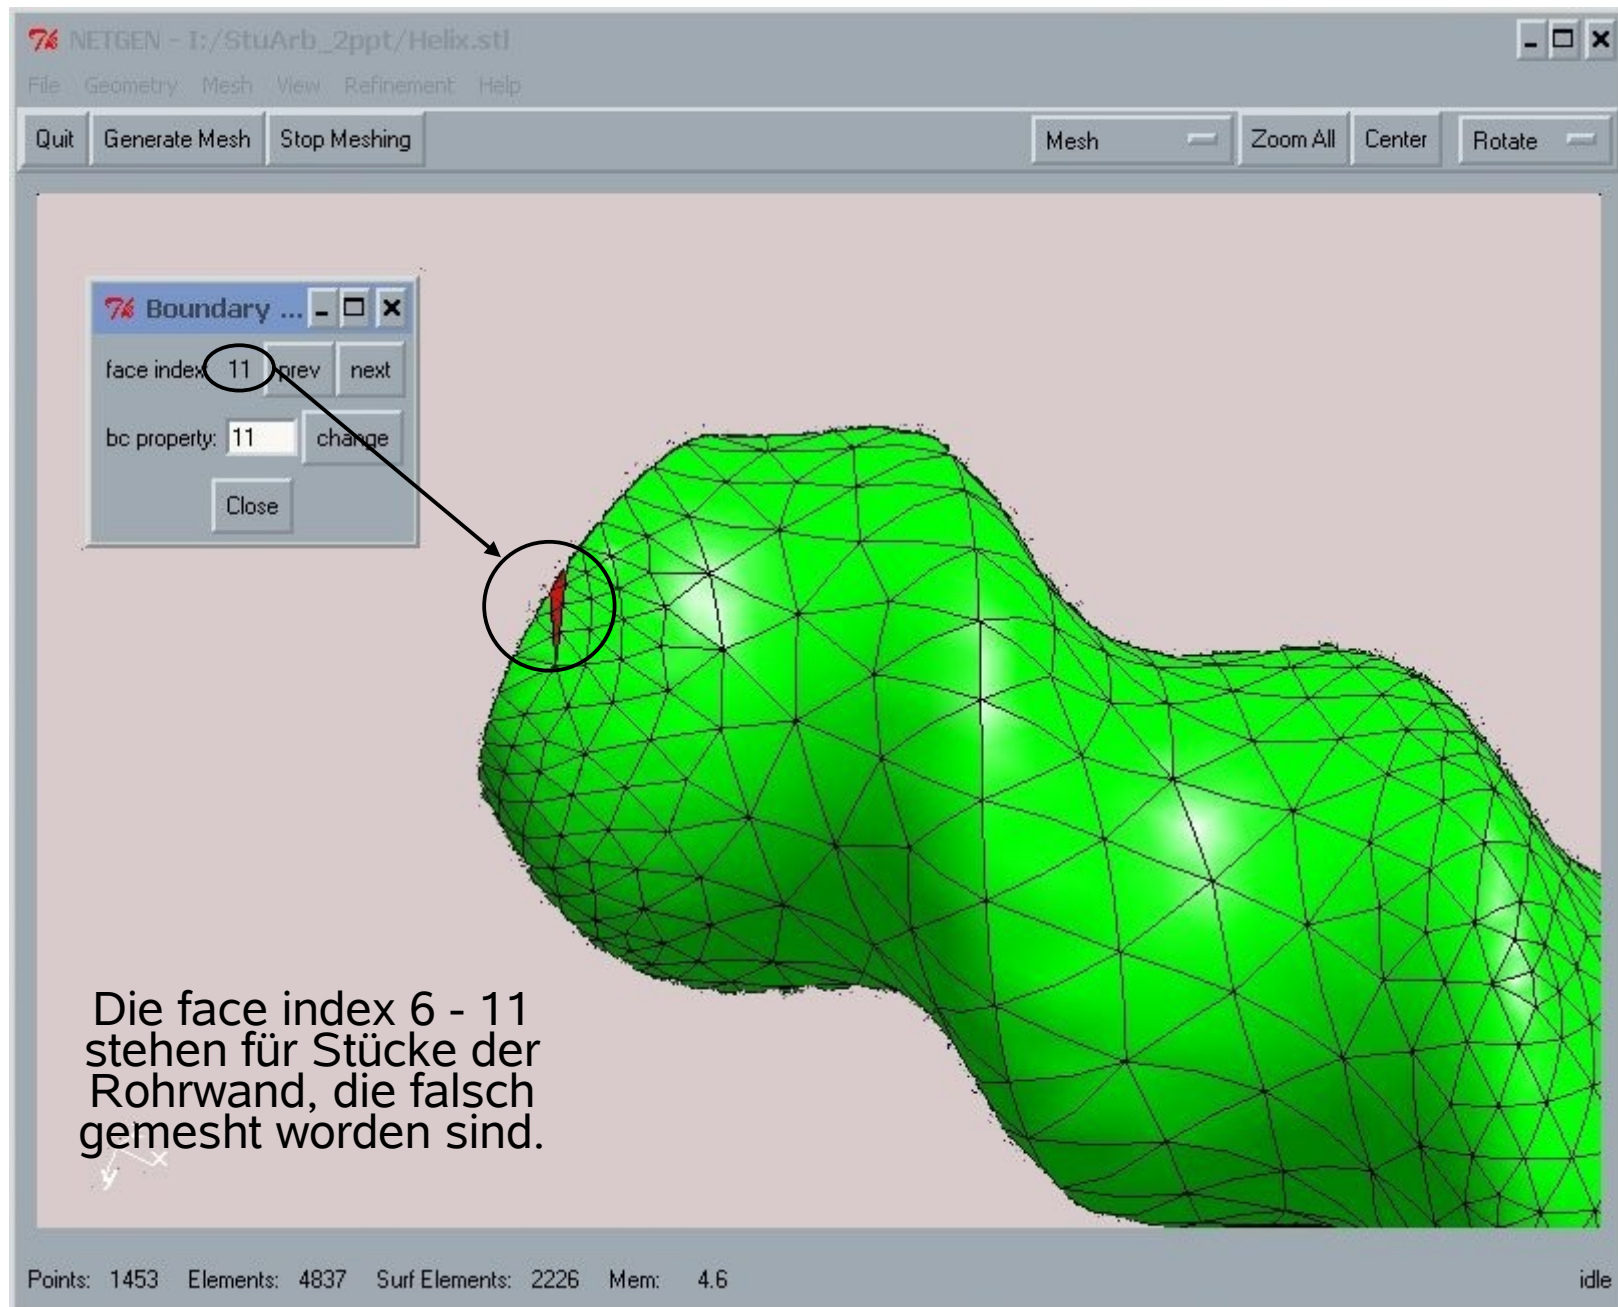 NETGEN - I:/StuArb_2ppt/Helix.stl
File Geometry Mesh View Refinement Help
Quit Generate Mesh Stop Meshing Mesh Zoom All Center Rotate
Boundary ...
face index: 11 prev next
bc property: 11 change
Close
Die face index 6 - 11
stehen für Stücke der
Rohrwand, die falsch
gemesht worden sind.
y x
Points: 1453 Elements: 4837 Surf Elements: 2226 Mem: 4.6 idle